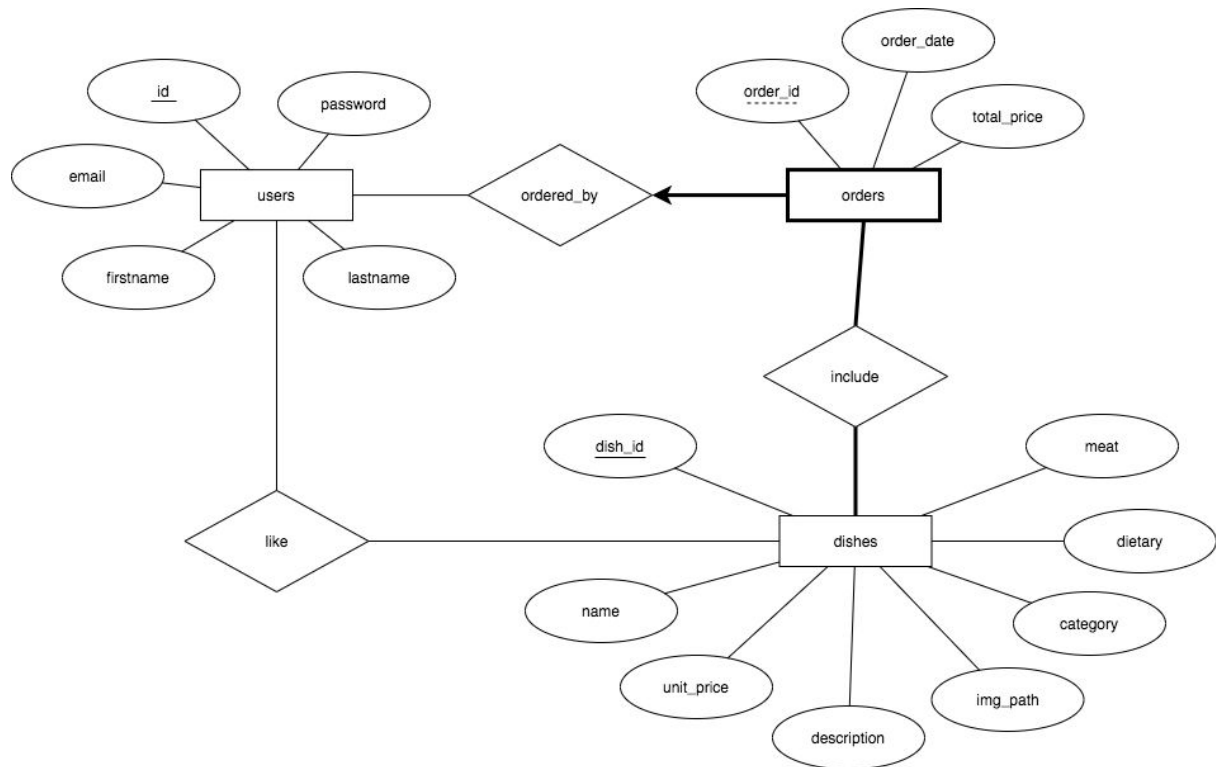 order_date
id
order_id
password
total_price
email
users
ordered_by
orders
firstname
lastname
include
dish_id
meat
like
dishes
dietary
name
category
unit_price
img_path
description